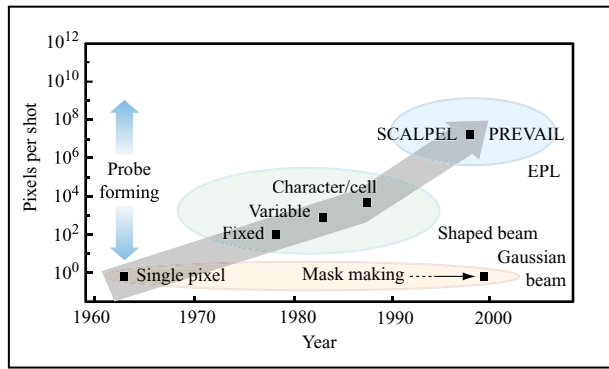 10^12
10^10
10^8
10^6
10^4
10^2
10^0
Pixels per shot
Probe
forming
SCALPEL PREVAIL
EPL
Character/cell
Variable
Fixed
Shaped beam
Single pixel
Mask making
Gaussian
beam
1960 1970 1980 1990 2000
Year